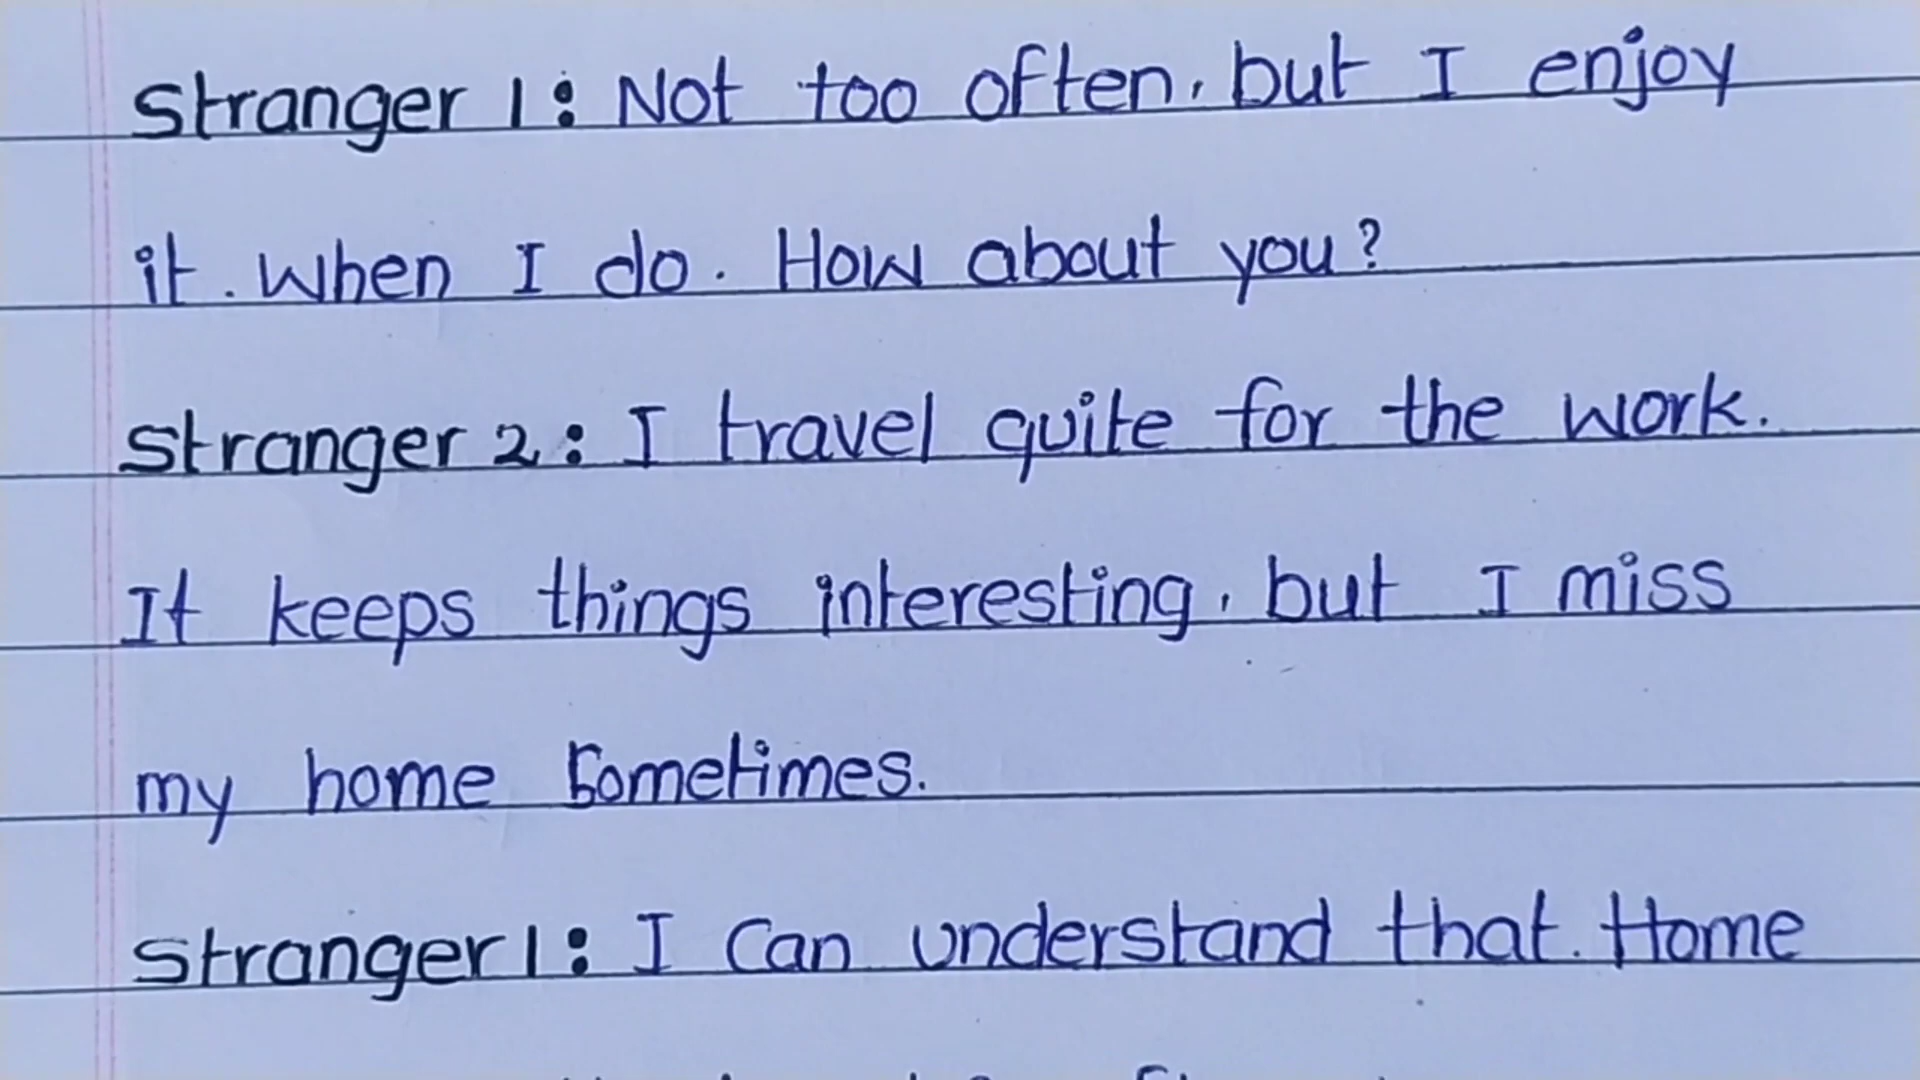 Stranger 1: Not too often, but I enjoy
it. When I do. How about you?
Stranger 2: I travel quite for the work.
It keeps things interesting, but I miss
my home sometimes.
Stranger 1: I can understand that. Home